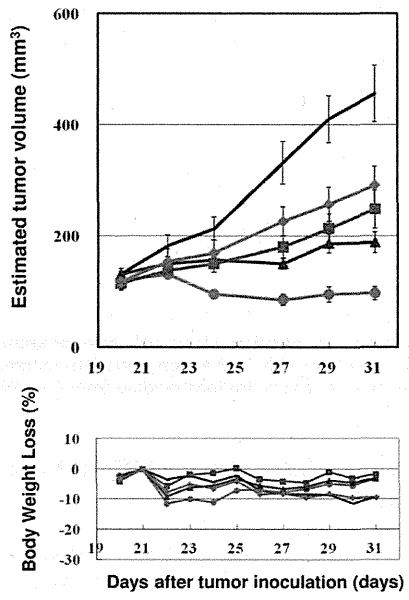 Estimated tumor volume (mm³)
600
400
200
0
19 21 23 25 27 29 31
Body Weight Loss (%)
10
0
-10
-20
-30
19 21 23 25 27 29 31
Days after tumor inoculation (days)